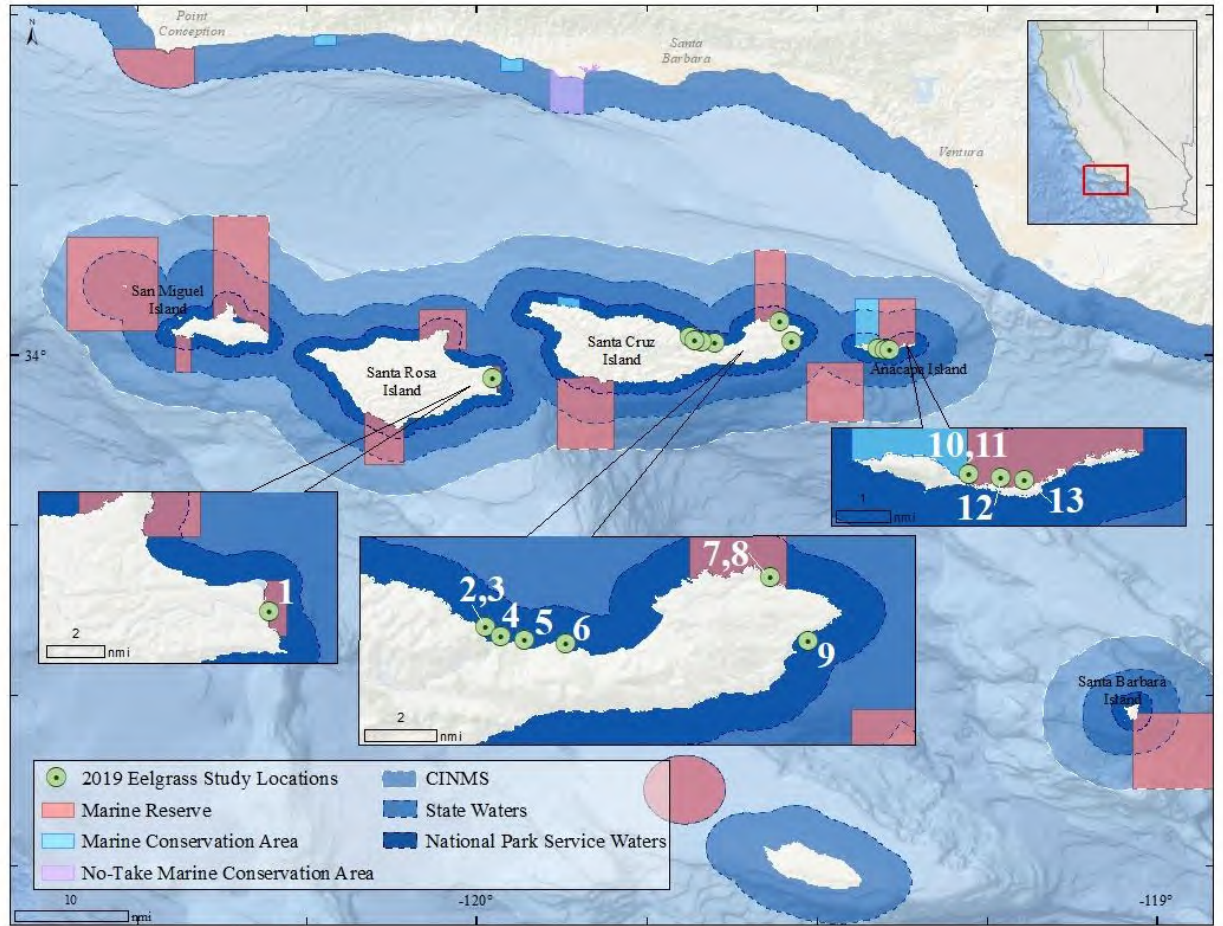 N
Point
Conception
Santa
Barbara
Ventura
San Miguel
Island
34°
Santa Rosa
Island
Santa Cruz
Island
Anacapa Island
10,11
12
13
1
nmi
1
2
nmi
2,3
4
5
6
7,8
9
2
nmi
Santa Barbara
Island
2019 Eelgrass Study Locations
Marine Reserve
Marine Conservation Area
No-Take Marine Conservation Area
CINMS
State Waters
National Park Service Waters
10
nmi
-120°
-119°